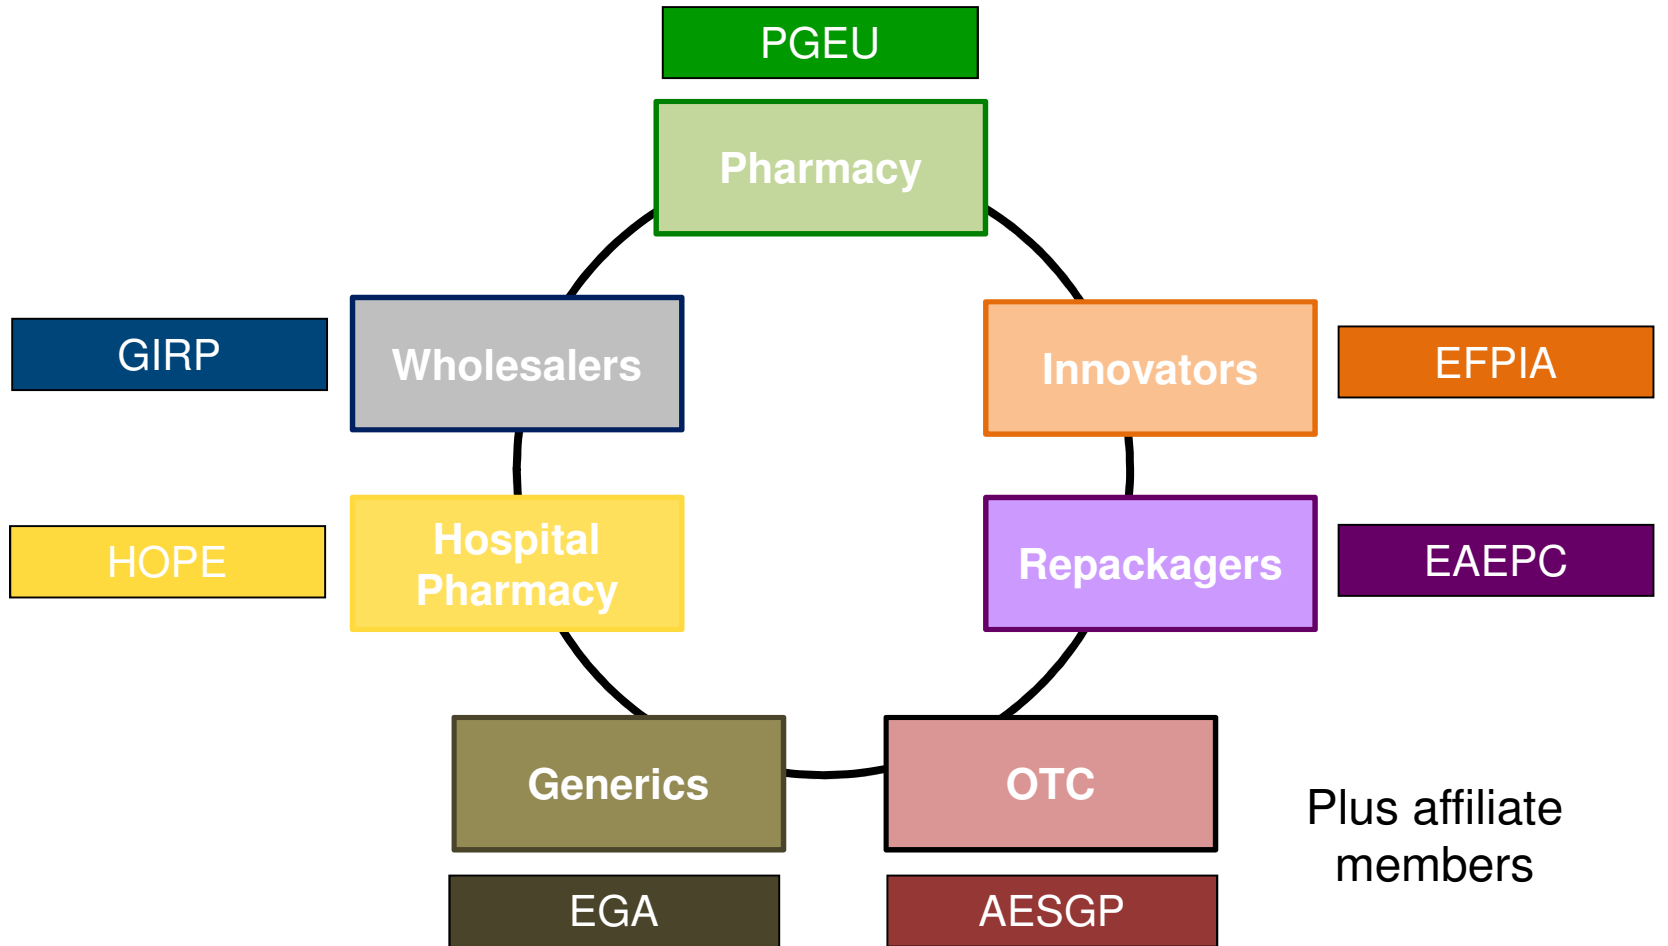 PGEU
Pharmacy
GIRP
Wholesalers
Innovators
EFPIA
HOPE
Hospital
Pharmacy
Repackagers
EAEPC
Generics
OTC
Plus affiliate
members
EGA
AESGP